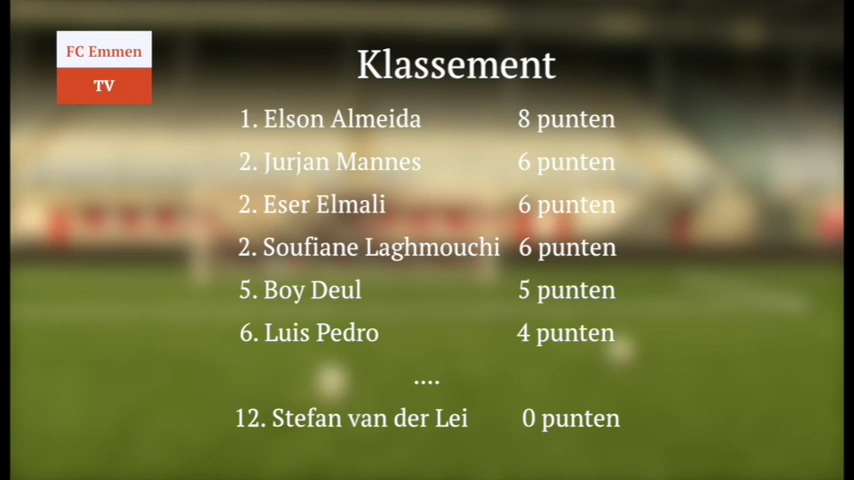 FC Emmen
TV
Klassement
1. Elson Almeida 8 punten
2. Jurjan Mannes 6 punten
2. Eser Elmali 6 punten
2. Soufiane Laghmouchi 6 punten
5. Boy Deul 5 punten
6. Luis Pedro 4 punten
....
12. Stefan van der Lei 0 punten